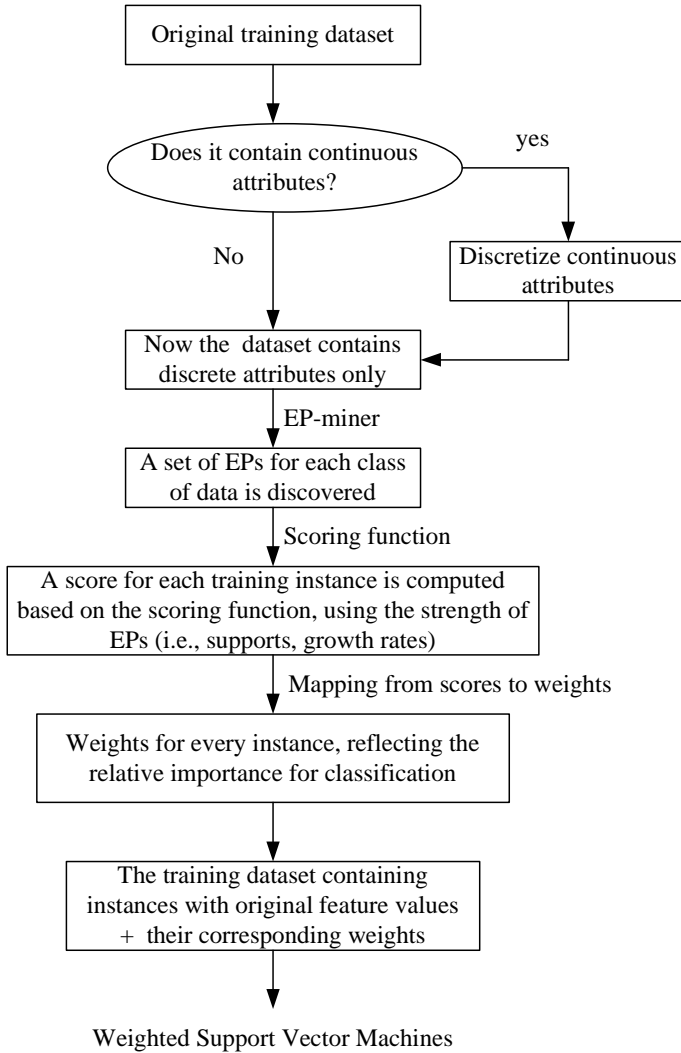 Original training dataset
Does it contain continuous
attributes?
yes
No
Discretize continuous
attributes
Now the dataset contains
discrete attributes only
EP-miner
A set of EPs for each class
of data is discovered
Scoring function
A score for each training instance is computed
based on the scoring function, using the strength of
EPs (i.e., supports, growth rates)
Mapping from scores to weights
Weights for every instance, reflecting the
relative importance for classification
The training dataset containing
instances with original feature values
+ their corresponding weights
Weighted Support Vector Machines